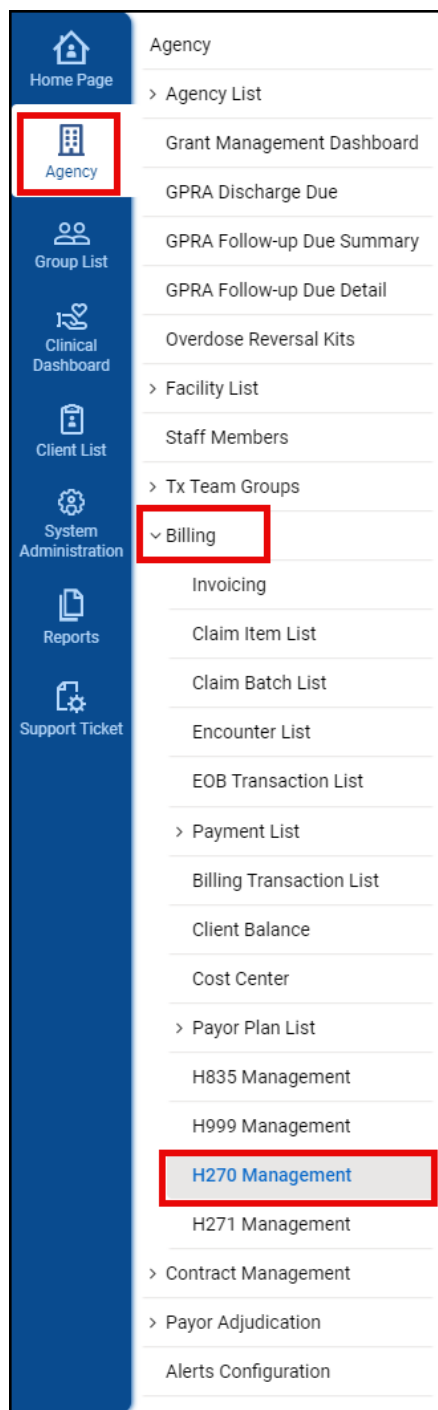 Home Page
Agency
Group List
Clinical
Dashboard
Client List
System
Administration
Reports
Support Ticket
Agency
Agency List
Grant Management Dashboard
GPRA Discharge Due
GPRA Follow-up Due Summary
GPRA Follow-up Due Detail
Overdose Reversal Kits
Facility List
Staff Members
Tx Team Groups
Billing
Invoicing
Claim Item List
Claim Batch List
Encounter List
EOB Transaction List
Payment List
Billing Transaction List
Client Balance
Cost Center
Payor Plan List
H835 Management
H999 Management
H270 Management
H271 Management
Contract Management
Payor Adjudication
Alerts Configuration